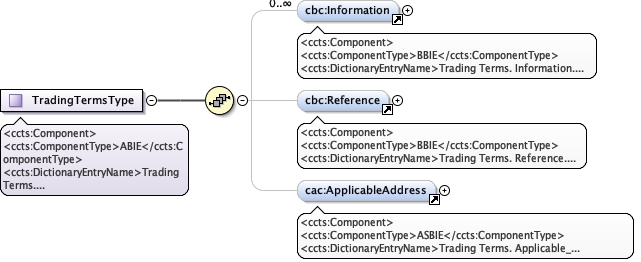 0..∞
cbc:Information
<ccts:Component>
<ccts:ComponentType>BBIE</ccts:ComponentType>
<ccts:DictionaryEntryName>Trading Terms. Information....
TradingTermsType
<ccts:Component>
<ccts:ComponentType>ABIE</ccts:C
omponentType>
<ccts:DictionaryEntryName>Trading
Terms....
cbc:Reference
<ccts:Component>
<ccts:ComponentType>BBIE</ccts:ComponentType>
<ccts:DictionaryEntryName>Trading Terms. Reference....
cac:ApplicableAddress
<ccts:Component>
<ccts:ComponentType>ASBIE</ccts:ComponentType>
<ccts:DictionaryEntryName>Trading Terms. Applicable_...